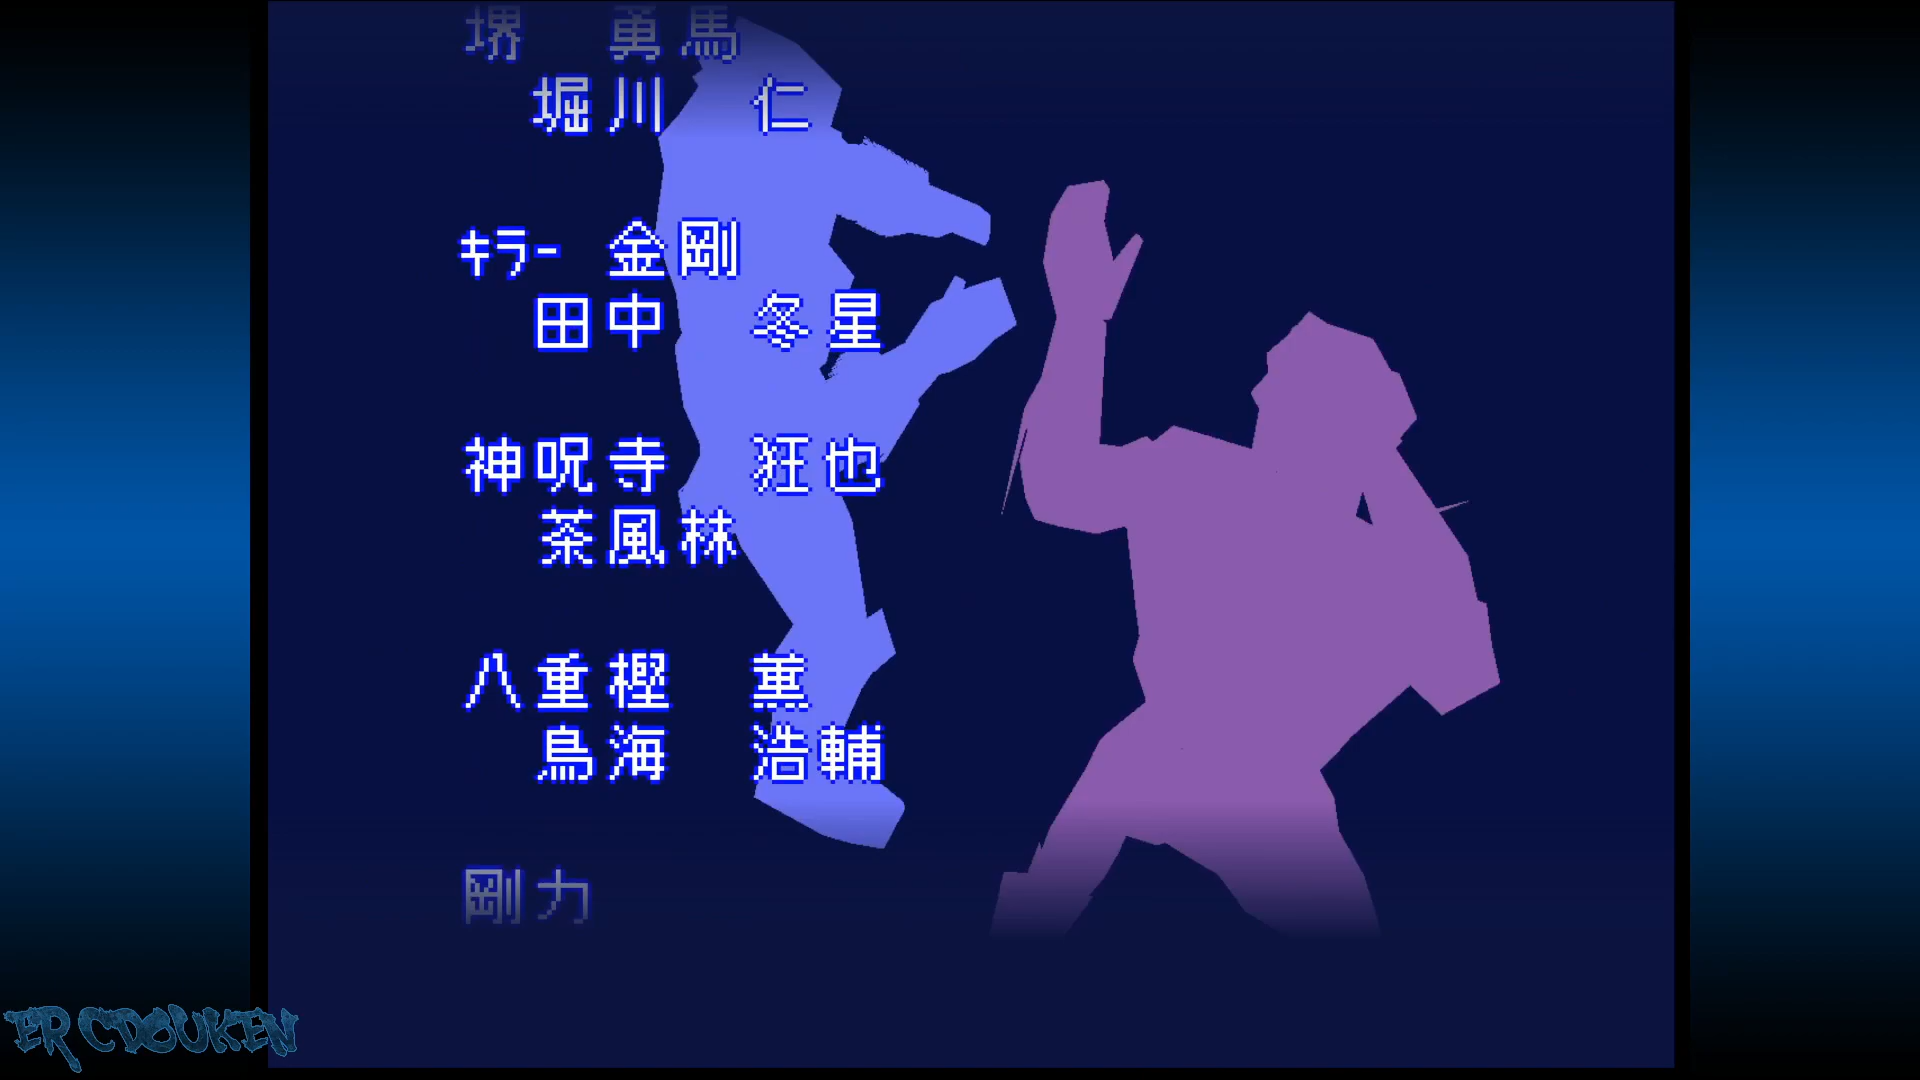 堺　勇馬
堀川　仁
ｷﾗｰ 金剛
田中　冬星
神呪寺　狂也
茶風林
八重樫　薫
鳥海　浩輔
剛力
ERCDOUKEN